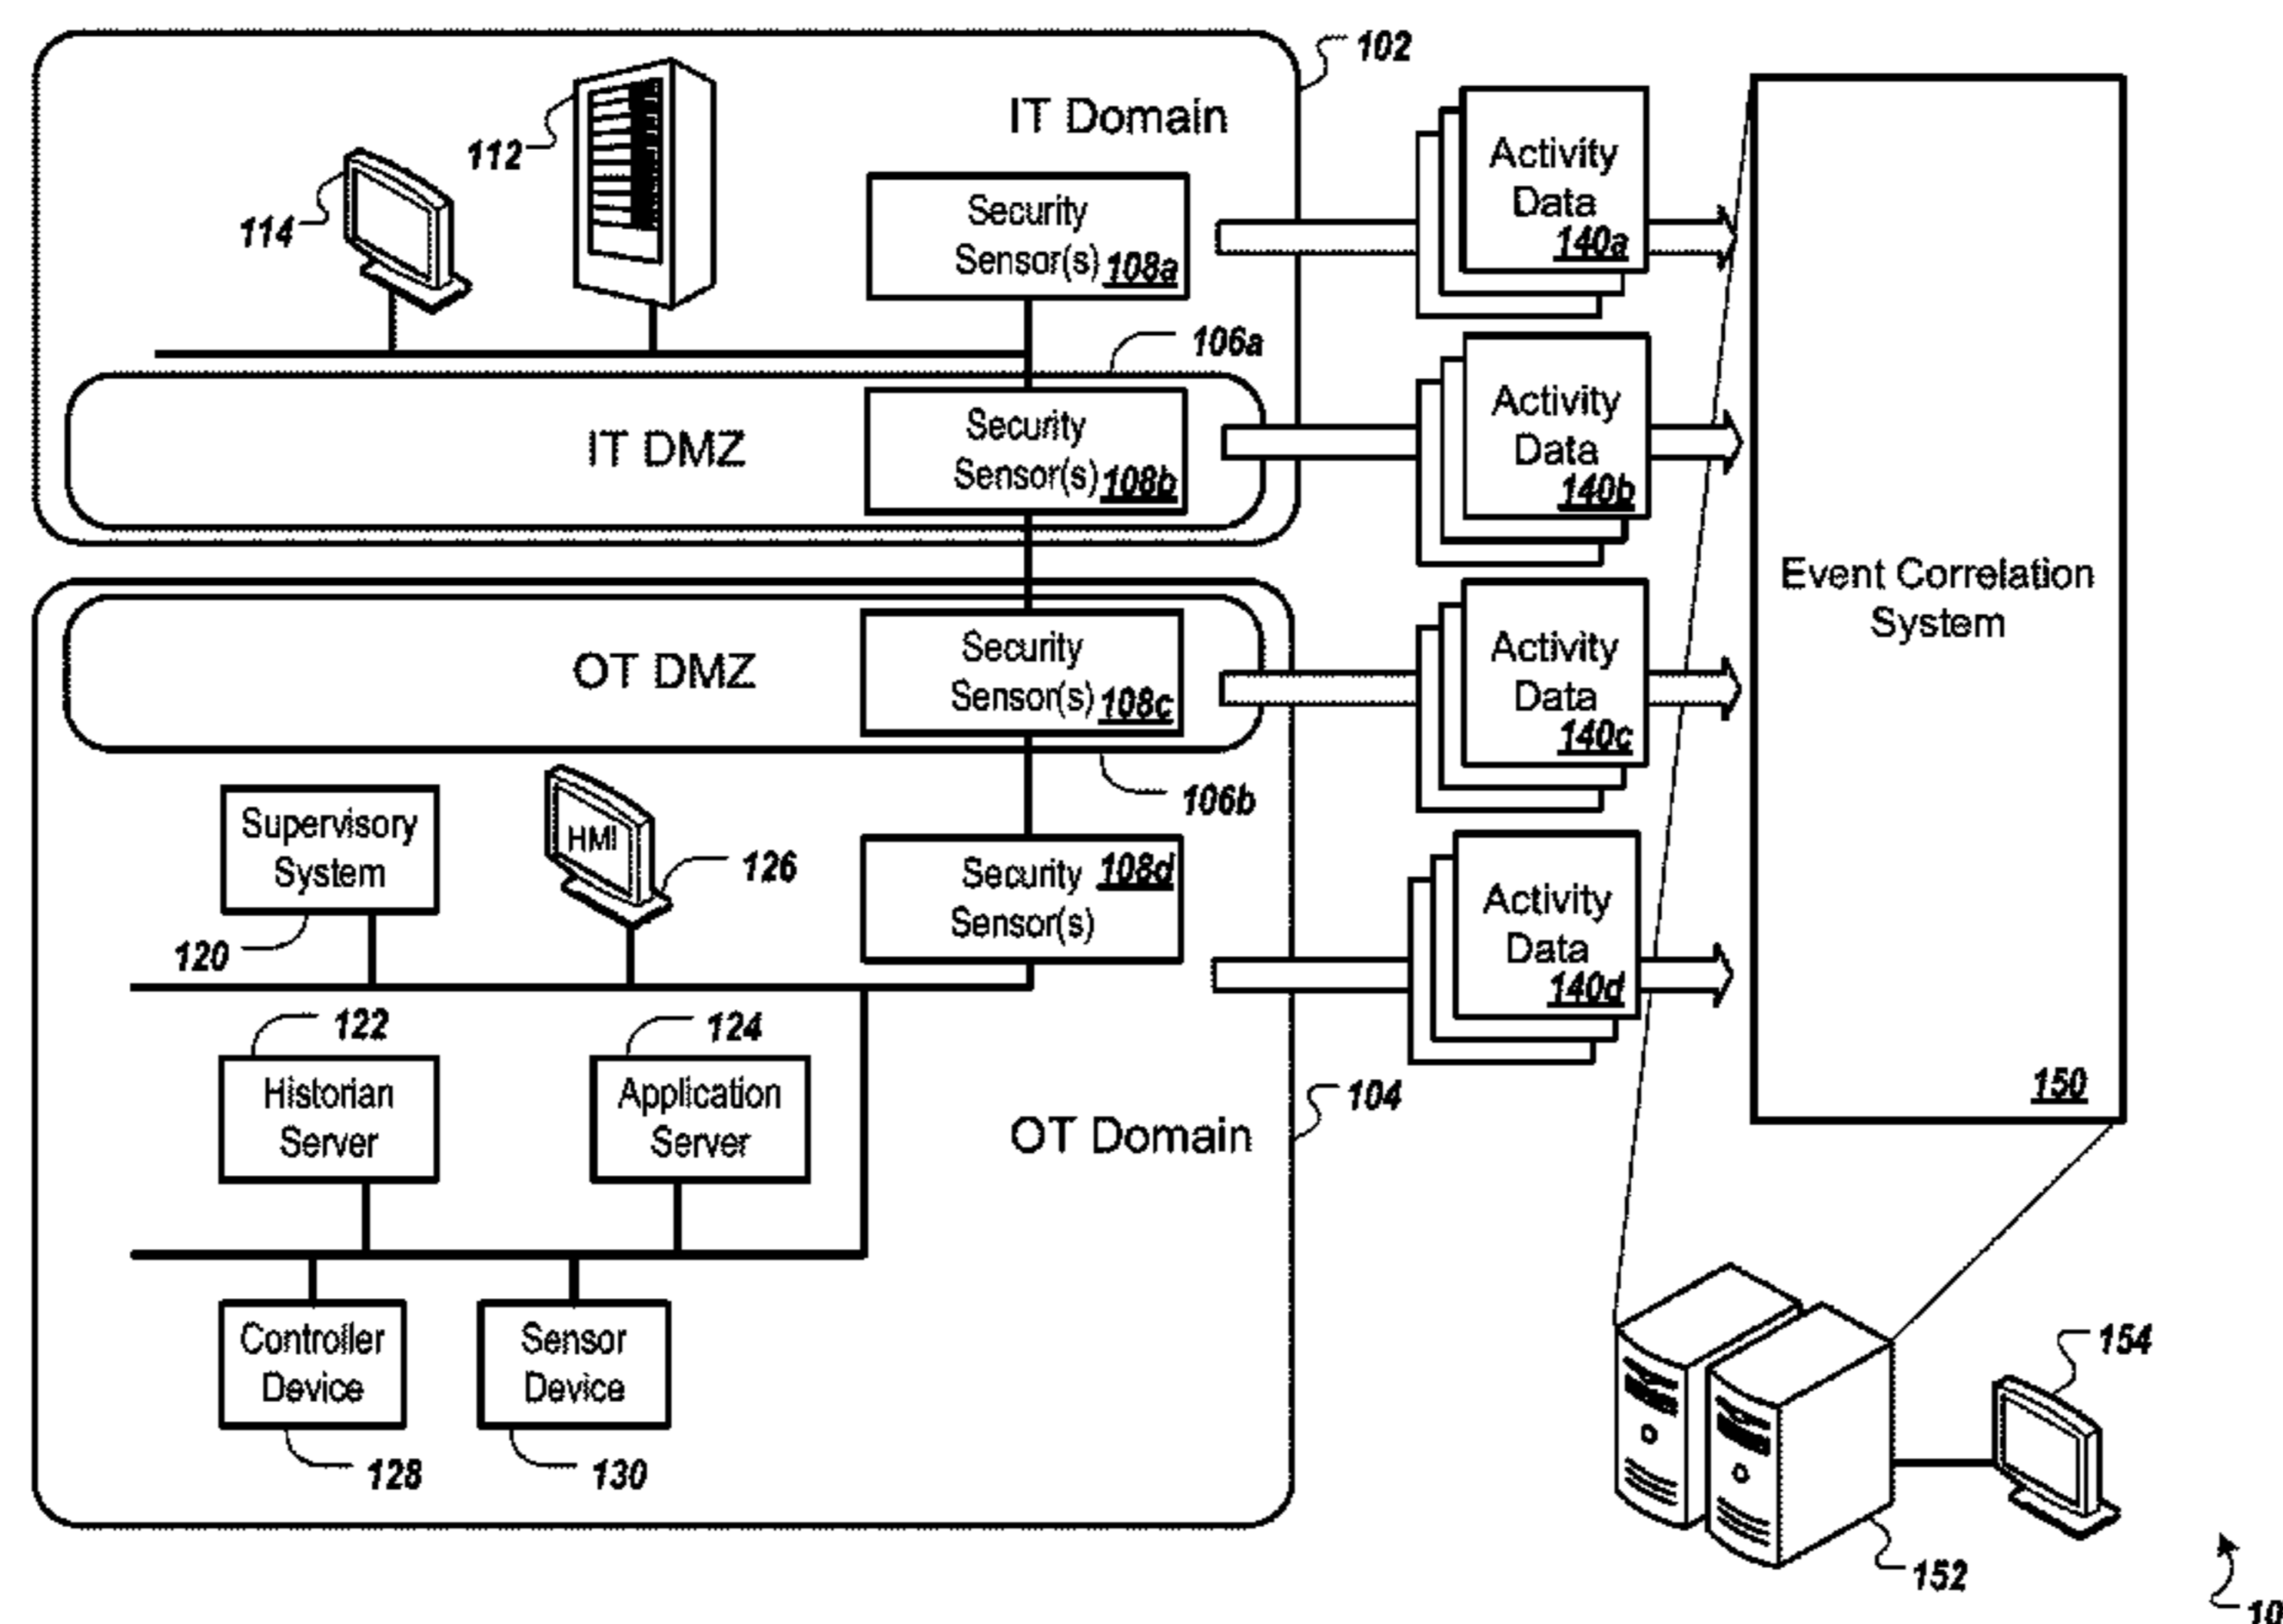 102
IT Domain
112
114
Security
Sensor(s) 108a
Activity
Data
140a
106a
IT DMZ
Security
Sensor(s) 108b
Activity
Data
140b
Event Correlation
System
150
OT DMZ
Security
Sensor(s) 108c
Activity
Data
140c
106b
Supervisory
System
120
HMI
126
Security 108d
Sensor(s)
Activity
Data
140d
122
Historian
Server
124
Application
Server
OT Domain
104
Controller
Device
128
Sensor
Device
130
154
152